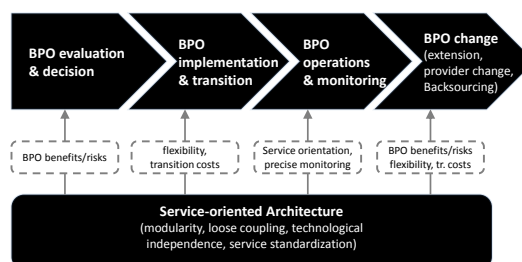 BPO evaluation
& decision
BPO
implementation
& transition
BPO
operations
& monitoring
BPO change
(extension,
provider change,
Backsourcing)
BPO benefits/risks
flexibility,
transition costs
Service orientation,
precise monitoring
BPO benefits/risks
flexibility, tr. costs
Service-oriented Architecture
(modularity, loose coupling, technological
independence, service standardization)